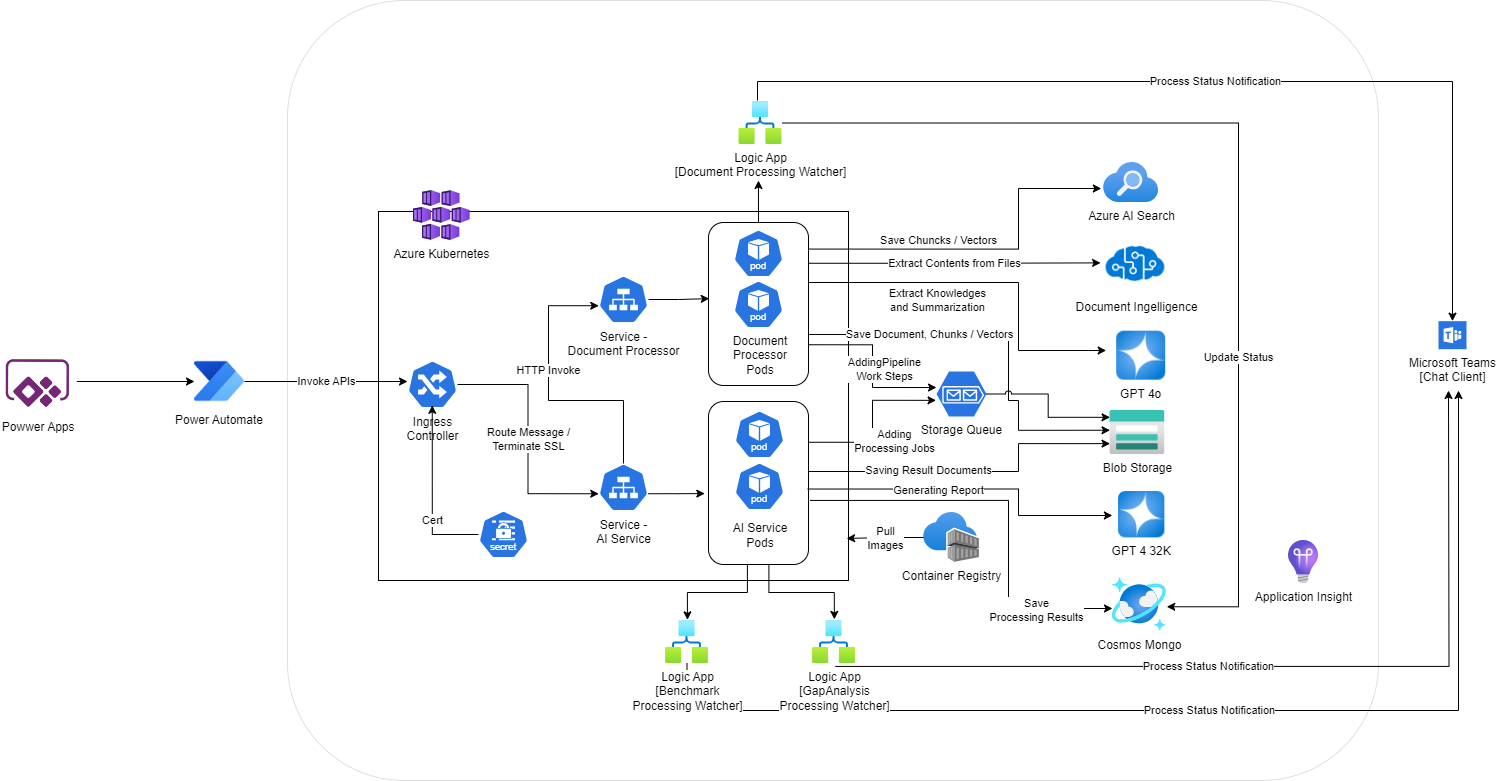 Process Status Notification
Logic App
[Document Processing Watcher]
Azure AI Search
Azure Kubernetes
pod
Save Chuncks / Vectors
Extract Contents from Files
Document Ingelligence
pod
Extract Knowledges
and Summarization
Service -
Document Processor
Document
Processor
Pods
Save Document, Chunks / Vectors
Update Status
Microsoft Teams
[Chat Client]
HTTP Invoke
AddingPipeline
Work Steps
GPT 4o
Invoke APIs
Powwer Apps
Power Automate
Ingress
Controller
Storage Queue
Route Message /
Terminate SSL
pod
Adding
Processing Jobs
Blob Storage
Saving Result Documents
Generating Report
pod
Cert
secret
Service -
AI Service
AI Service
Pods
Pull
Images
Container Registry
GPT 4 32K
Application Insight
Save
Processing Results
Cosmos Mongo
Process Status Notification
Logic App
[Benchmark
Processing Watcher]
Logic App
[GapAnalysis
Processing Watcher]
Process Status Notification